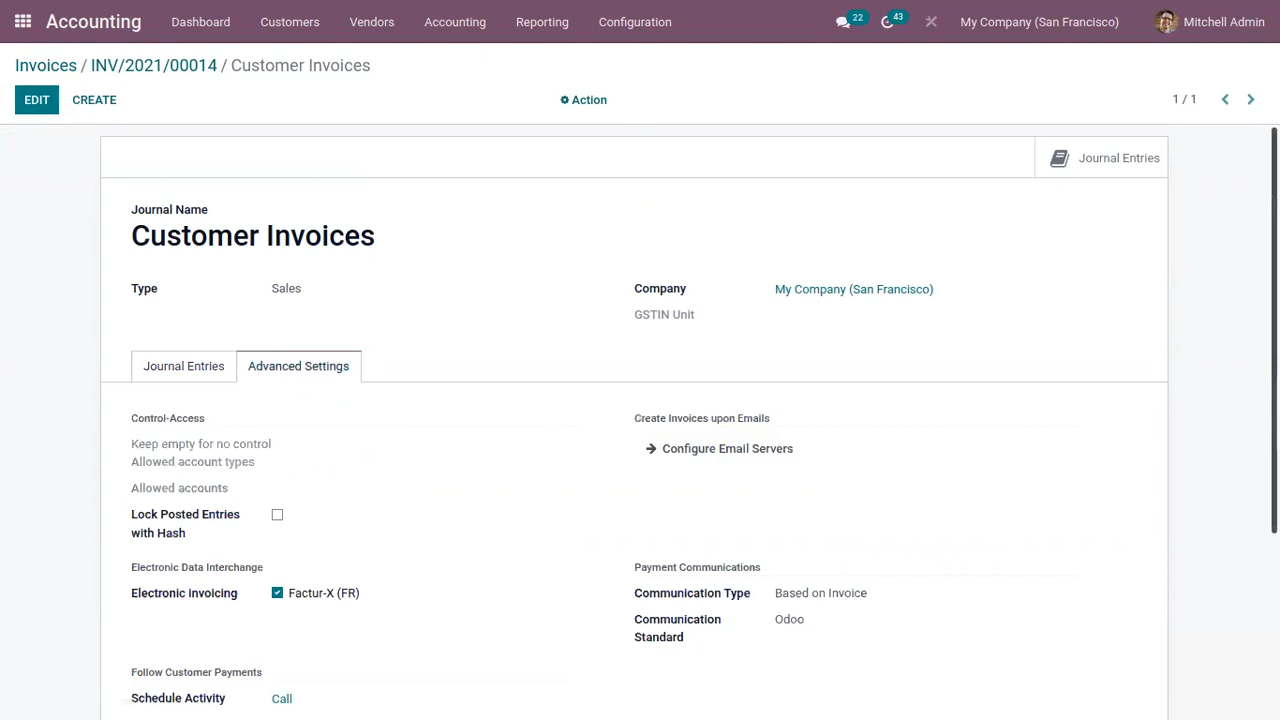 Accounting Dashboard Customers Vendors Accounting Reporting Configuration 22 43 My Company (San Francisco) Mitchell Admin
Invoices / INV/2021/00014 / Customer Invoices
EDIT CREATE Action 1 / 1
Journal Entries
Journal Name
Customer Invoices
Type Sales Company My Company (San Francisco)
GSTIN Unit
Journal Entries Advanced Settings
Control-Access Create Invoices upon Emails
Keep empty for no control Configure Email Servers
Allowed account types
Allowed accounts
Lock Posted Entries
with Hash
Electronic Data Interchange Payment Communications
Electronic invoicing Factur-X (FR) Communication Type Based on Invoice
Communication Odoo
Standard
Follow Customer Payments
Schedule Activity Call